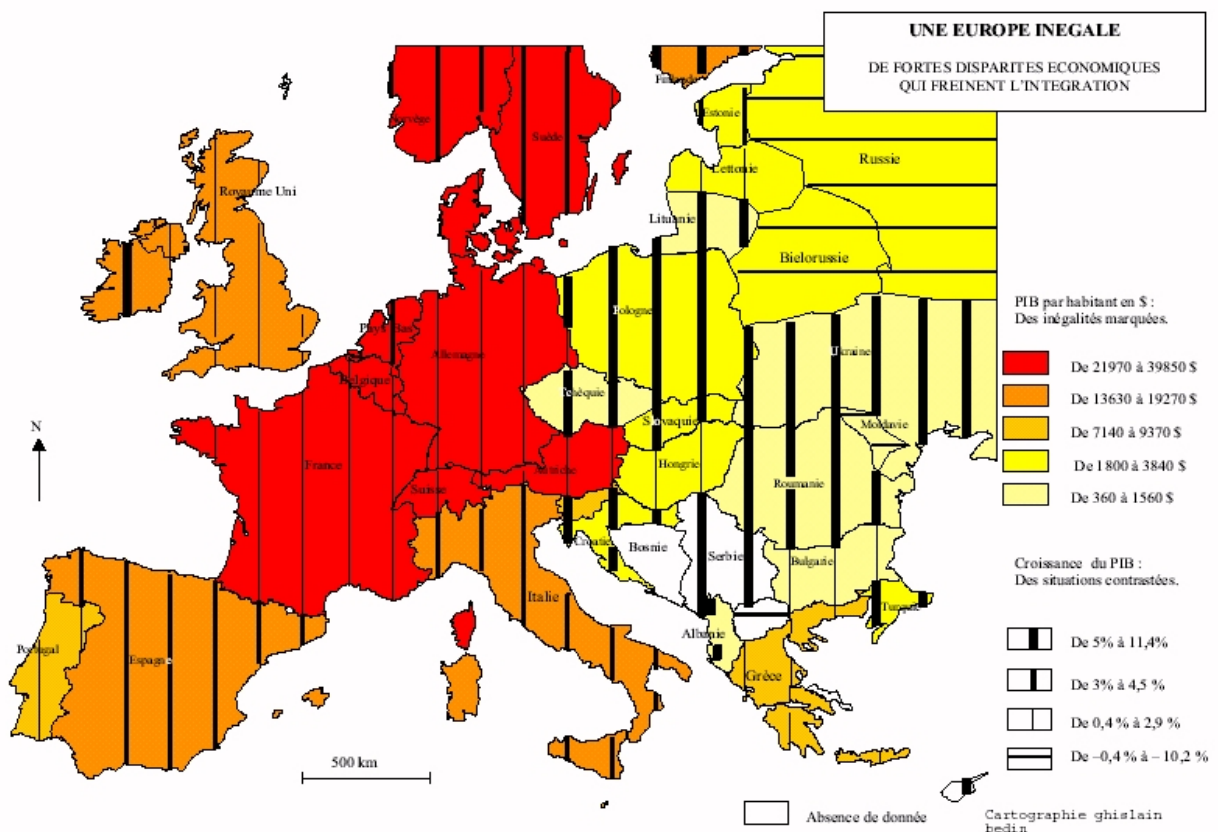 UNE EUROPE INEGALE
DE FORTES DISPARITES ECONOMIQUES
QUI FREINENT L'INTEGRATION
Finlande
Norvège
Suède
Estonie
Lettonie
Russie
Royaume Uni
Lituanie
Bielorussie
Pologne
Pays Bas
Allemagne
Belgique
Ukraine
Tchéquie
Slovaquie
Moldavie
N
France
Suisse
Autriche
Hongrie
Roumanie
Croatie
Bosnie
Serbie
Bulgarie
Italie
Turquie
Albanie
Portugal
Espagne
Grèce
500 km
PIB par habitant en $ :
Des inégalités marquées.
De 21970 à 39850 $
De 13630 à 19270 $
De 7140 à 9370 $
De 1800 à 3840 $
De 360 à 1560 $
Croissance du PIB :
Des situations contrastées.
De 5% à 11,4%
De 3% à 4,5 %
De 0,4 % à 2,9 %
De –0,4 % à – 10,2 %
Absence de donnée
Cartographie ghislain
bedin